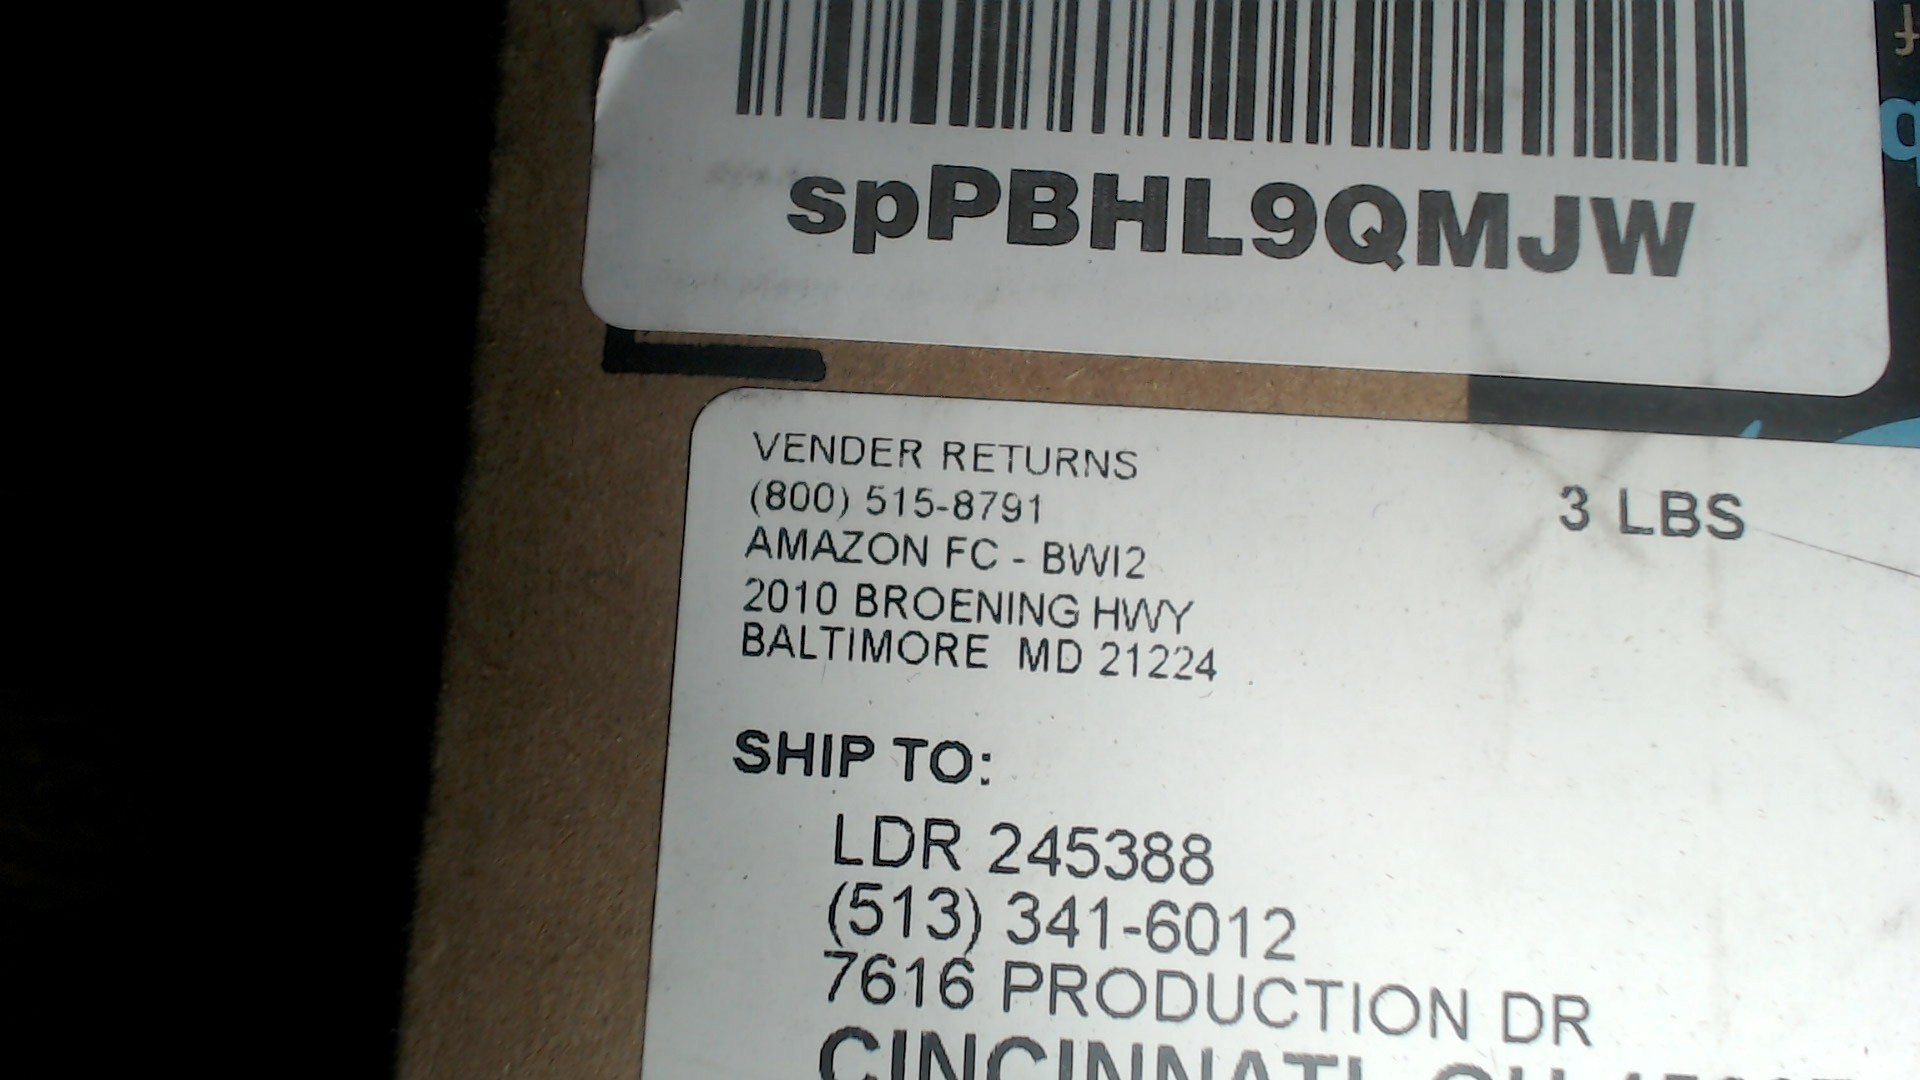 spPBHL9QMJW
VENDER RETURNS
(800) 515-8791
AMAZON FC - BWI2
3 LBS
2010 BROENING HWY
BALTIMORE MD 21224
SHIP TO:
LDR 245388
(513) 341-6012
7616 PRODUCTION DR
CINCINNATI